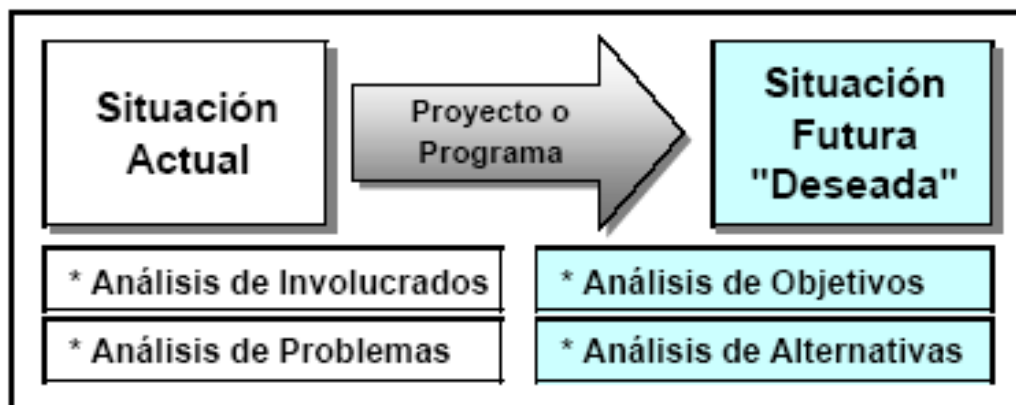 Situación
Actual
Proyecto o
Programa
Situación
Futura
"Deseada"
* Análisis de Involucrados
* Análisis de Objetivos
* Análisis de Problemas
* Análisis de Alternativas